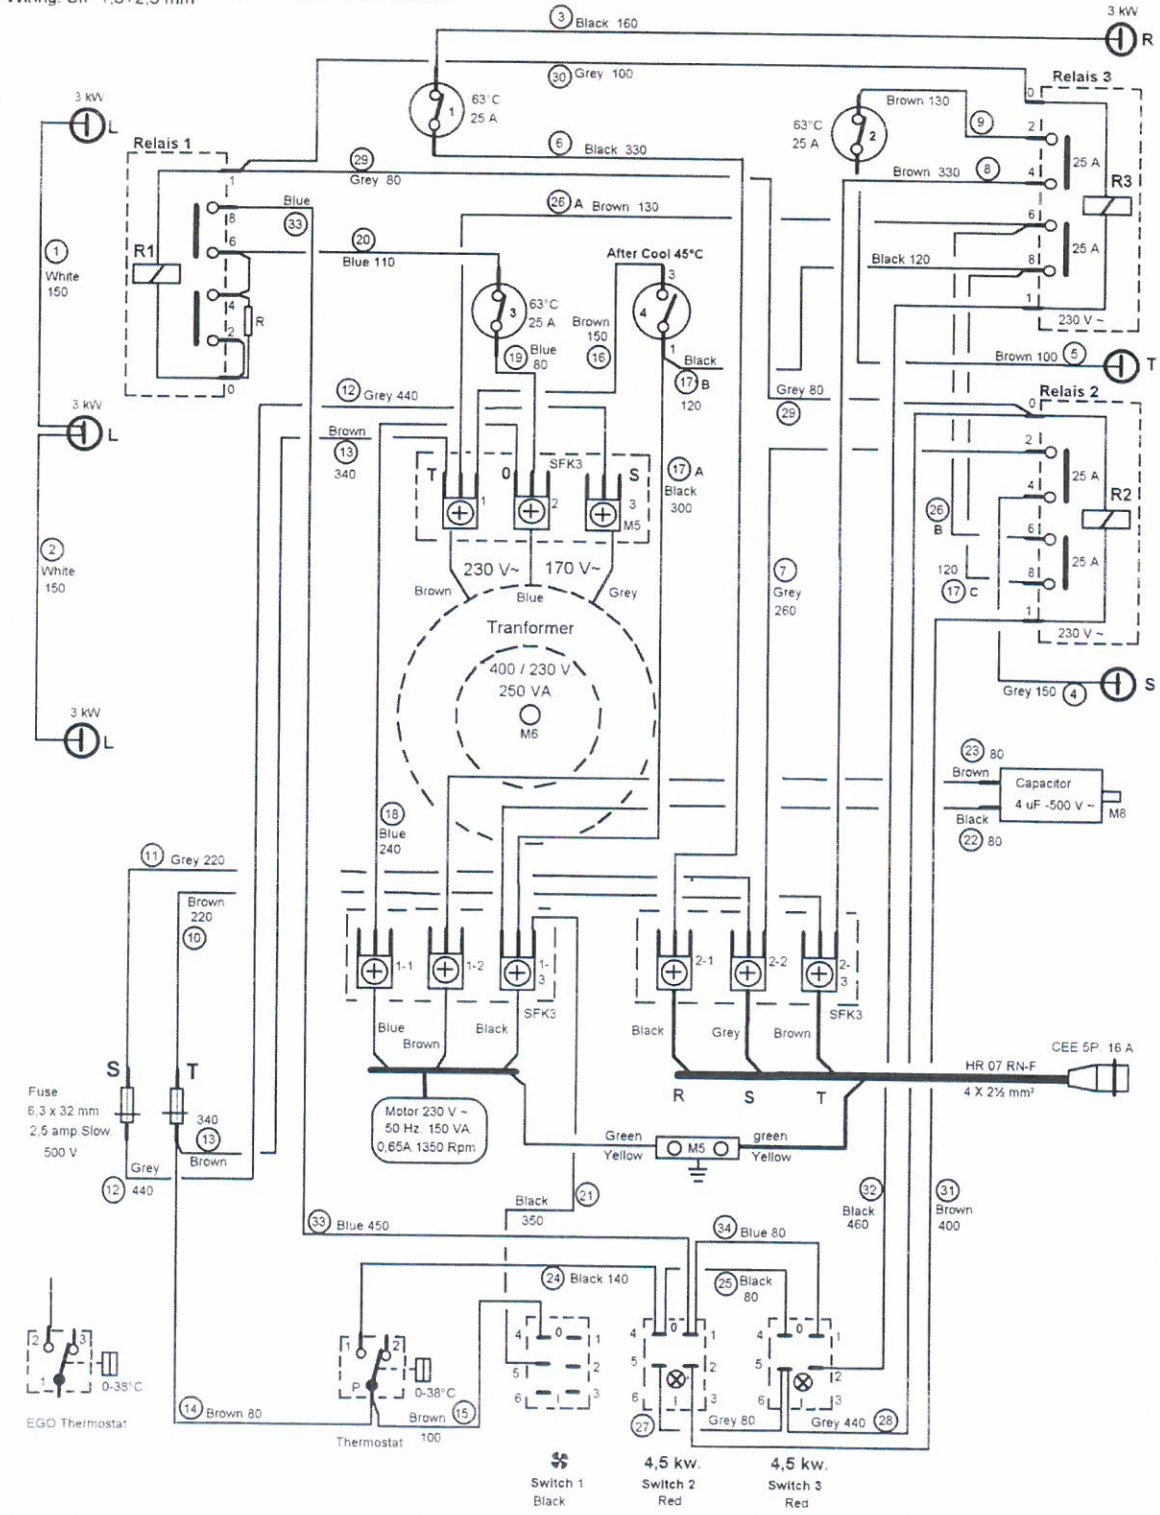 3
Black 160
3 kW
R
30
Grey 100
Relais 3
3 kW
L
63°C
25 A
1
0
Brown 130
9
63°C
25 A
2
2
25 A
Relais 1
6
Black 330
29
Grey 80
Brown 330
8
4
R3
1
Blue
33
8
26 A Brown 130
6
25 A
8
1
White
150
R1
6
20
Blue 110
After Cool 45°C
3
Black 120
4
R
2
0
3
63°C
25 A
4
1
230 V ~
1
Brown
150
16
19
Blue
80
Black
17 B
120
Brown 100
5
T
12
Grey 440
Grey 80
29
Relais 2
0
3 kW
L
Brown
13
340
T
0
SFK3
S
1
2
3
M5
17 A
Black
300
2
25 A
4
R2
26
B
6
25 A
8
120
17 C
1
230 V ~
2
White
150
230 V~
170 V~
Brown
Blue
Grey
7
Grey
260
Tranformer
400 / 230 V.
250 VA.
M6
Grey 150
4
S
3 kW
L
23 80
Brown
Capacitor
4 uF -500 V ~
M8
Black
22 80
18
Blue
240
11
Grey 220
Brown
220
10
1-1
1-2
1-
3
SFK3
2-1
2-2
2-
3
SFK3
Blue
Brown
Black
Black
Grey
Brown
CEE 5P. 16 A
HR 07 RN-F
4 X 2½ mm²
S
T
R
S
T
Fuse
6,3 x 32 mm
2,5 amp.Slow.
500 V
340
13
Brown
Motor 230 V ~
50 Hz. 150 VA.
0,65A.1350 Rpm
Green
Yellow
M5
green
Yellow
Grey
12
440
Black
350
21
32
Black
460
31
Brown
400
33
Blue 450
34
Blue 80
24
Black 140
25
Black
80
2
3
1
0-38°C
EGO Thermostat
1
2
P
0-38°C
Thermostat
4
0
1
5
2
6
3
4
0
1
5
2
6
3
4
0
1
5
2
6
3
14
Brown 80
Brown
15
100
27
Grey 80
Grey 440
28
Switch 1
Black
4,5 kw.
Switch 2
Red
4,5 kw.
Switch 3
Red